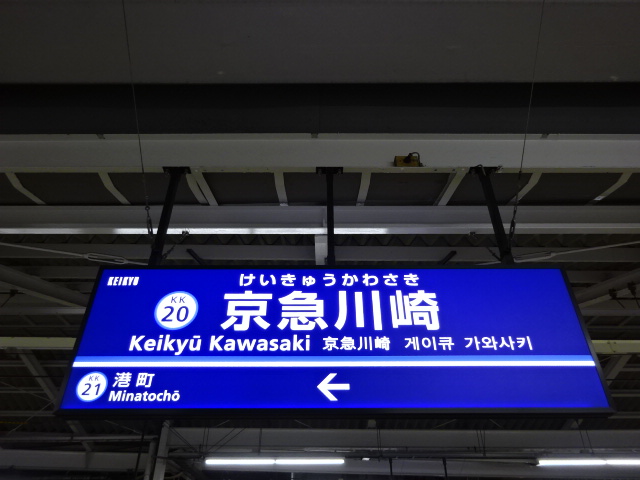 KEIKYU
けいきゅうかわさき
KK
20
京急川崎
Keikyū Kawasaki 京急川崎 게이큐 가와사키
KK
21
港町
Minatochō
←